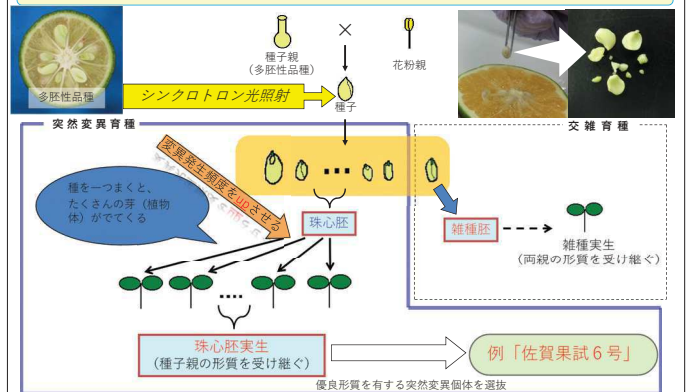 種子親
(多胚性品種)
×
花粉親
多胚性品種
シンクロトロン光照射
種子
突然変異育種
交雑育種
変異発生頻度をupさせる
種を一つまくと、
たくさんの芽(植物
体)がでてくる
珠心胚
雑種胚
雑種実生
(両親の形質を受け継ぐ)
珠心胚実生
(種子親の形質を受け継ぐ)
例「佐賀果試6号」
優良形質を有する突然変異個体を選抜